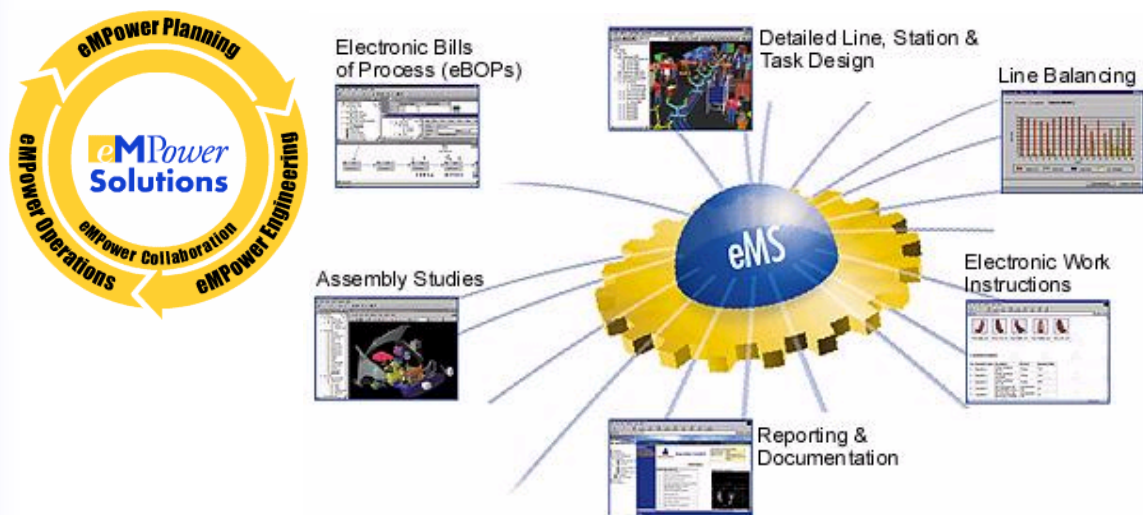 eMPower Planning
eMPower Engineering
eMPower Operations
eMPower Collaboration
eMPower
Solutions
Electronic Bills
of Process (eBOPs)
Detailed Line, Station &
Task Design
Line Balancing
eMS
Assessembly Studies
Electronic Work
Instructions
Reporting &
Documentation